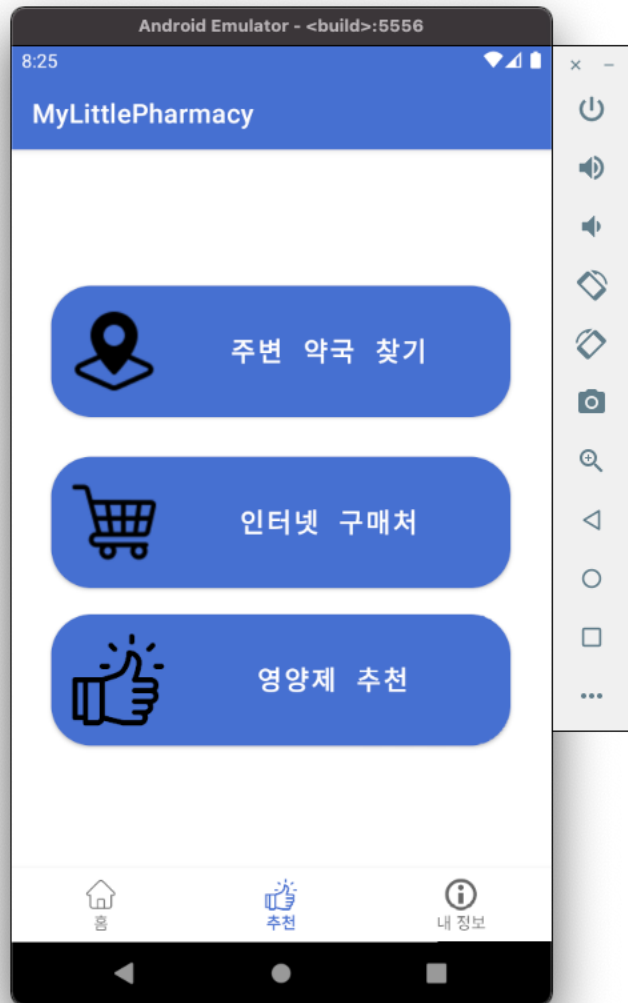 Android Emulator - <build>:5556
8:25
MyLittlePharmacy
주변 약국 찾기
인터넷 구매처
영양제 추천
홈
추천
내 정보